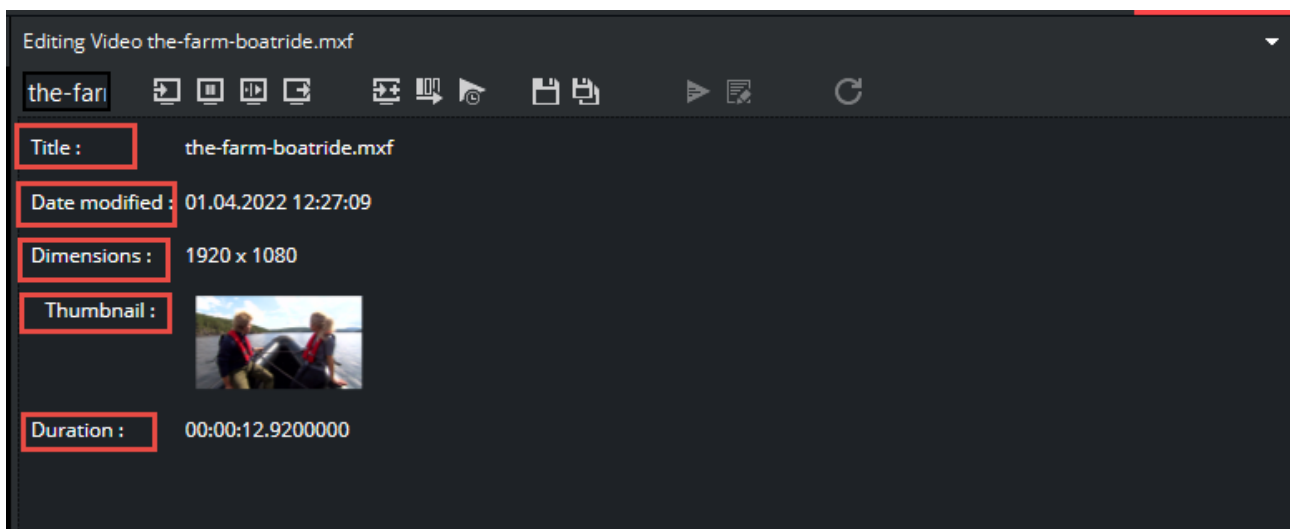 Editing Video the-farm-boatride.mxf
the-far
Title : the-farm-boatride.mxf
Date modified : 01.04.2022 12:27:09
Dimensions : 1920 x 1080
Thumbnail :
Duration : 00:00:12.9200000